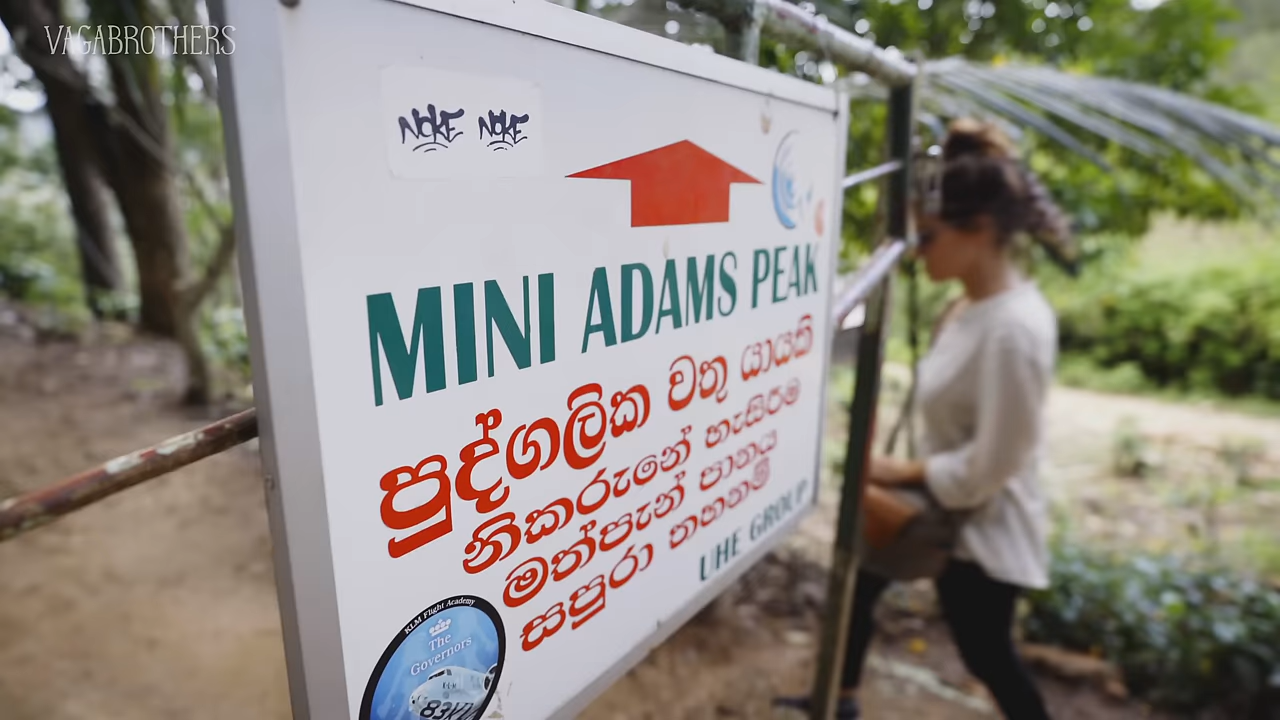 VAGABROTHERS
NOKE NOKE
MINI ADAMS PEAK
පුද්ගලික වතු යායකි
නිකරුනේ හැසිරීම
මත්පැන් පානය
සපුරා තහනම්
UHE GROUP
KLM Flight Academy
The
Governors